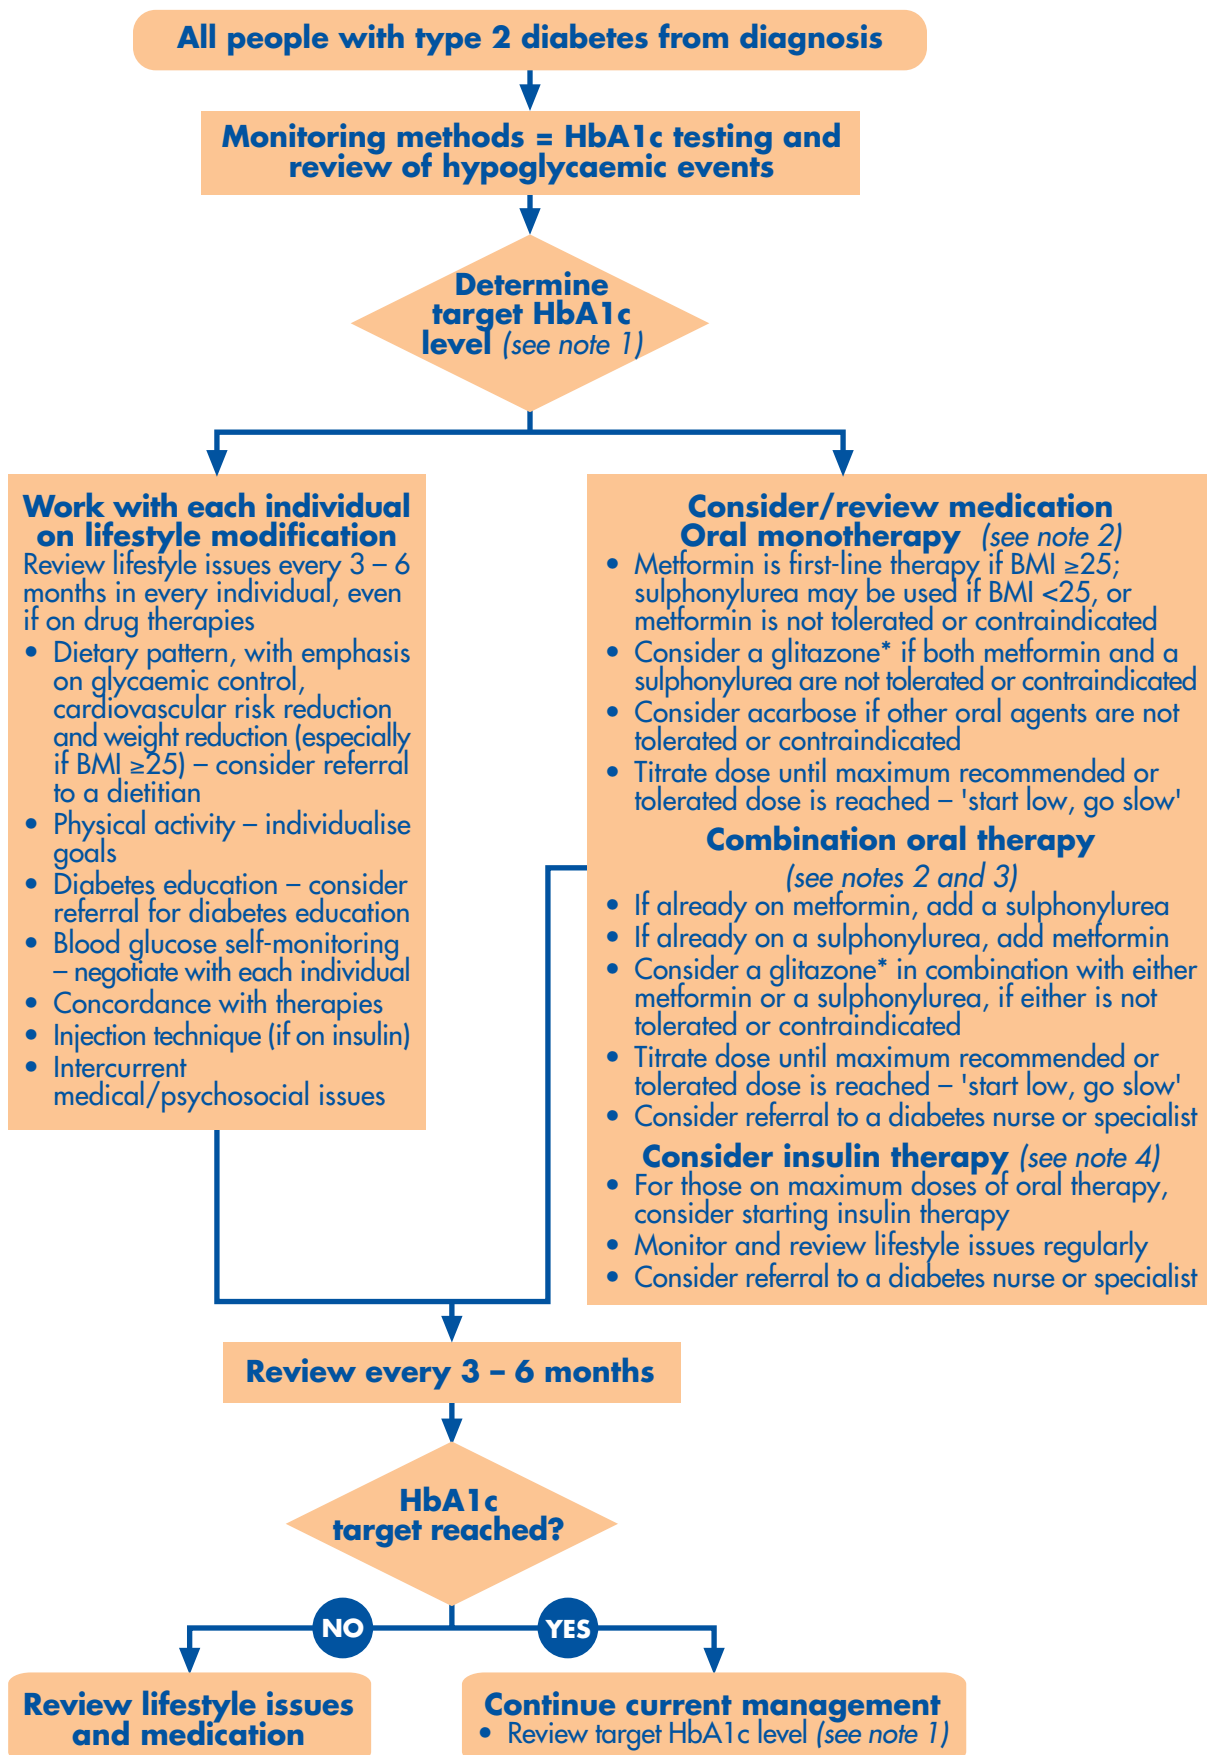 All people with type 2 diabetes from diagnosis
Monitoring methods = HbA1c testing and
review of hypoglycaemic events
Determine
target HbA1c
level (see note 1)
Work with each individual
on lifestyle modification
Review lifestyle issues every 3 – 6
months in every individual, even
if on drug therapies
• Dietary pattern, with emphasis
on glycaemic control,
cardiovascular risk reduction
and weight reduction (especially
if BMI ≥25) – consider referral
to a dietitian
• Physical activity – individualise
goals
• Diabetes education – consider
referral for diabetes education
• Blood glucose self-monitoring
– negotiate with each individual
• Concordance with therapies
• Injection technique (if on insulin)
• Intercurrent
medical/psychosocial issues
Consider/review medication
Oral monotherapy (see note 2)
• Metformin is first-line therapy if BMI ≥25;
sulphonylurea may be used if BMI <25, or
metformin is not tolerated or contraindicated
• Consider a glitazone* if both metformin and a
sulphonylurea are not tolerated or contraindicated
• Consider acarbose if other oral agents are not
tolerated or contraindicated
• Titrate dose until maximum recommended or
tolerated dose is reached – 'start low, go slow'
Combination oral therapy
(see notes 2 and 3)
• If already on metformin, add a sulphonylurea
• If already on a sulphonylurea, add metformin
• Consider a glitazone* in combination with either
metformin or a sulphonylurea, if either is not
tolerated or contraindicated
• Titrate dose until maximum recommended or
tolerated dose is reached – 'start low, go slow'
• Consider referral to a diabetes nurse or specialist
Consider insulin therapy (see note 4)
• For those on maximum doses of oral therapy,
consider starting insulin therapy
• Monitor and review lifestyle issues regularly
• Consider referral to a diabetes nurse or specialist
Review every 3 – 6 months
HbA1c
target reached?
NO
YES
Review lifestyle issues
and medication
Continue current management
• Review target HbA1c level (see note 1)